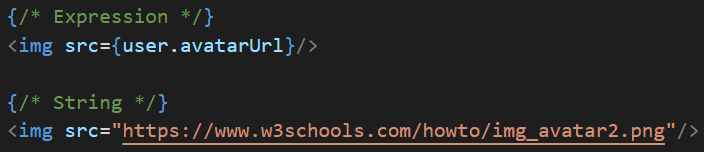 {/* Expression */}
<img src={user.avatarUrl}/>
{/* String */}
<img src="https://www.w3schools.com/howto/img_avatar2.png"/>